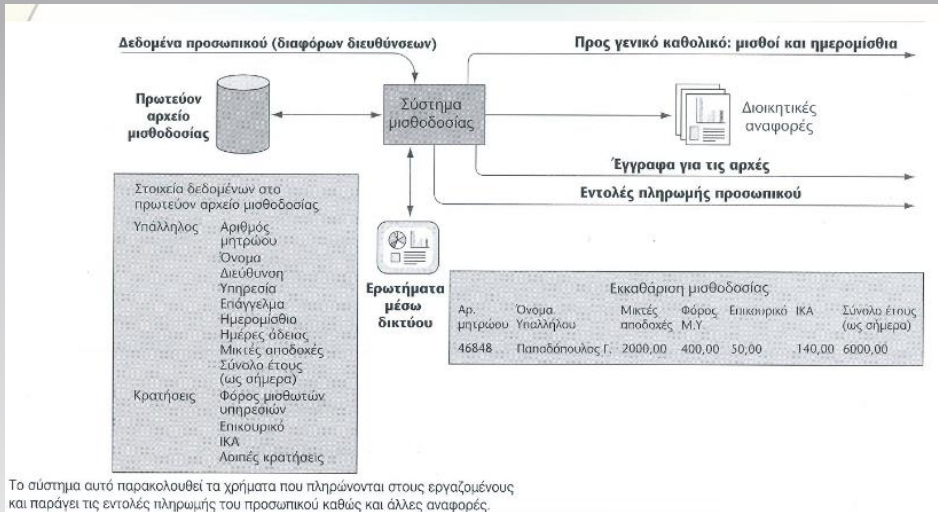 Δεδομένα προσωπικού (διαφόρων διευθύνσεων)
Προς γενικό καθολικό: μισθοί και ημερομίσθια
Πρωτεύον
αρχείο
μισθοδοσίας
Σύστημα
μισθοδοσίας
Διοικητικές
αναφορές
Έγγραφα για τις αρχές
Εντολές πληρωμής προσωπικού
Στοιχεία δεδομένων στο
πρωτεύον αρχείο μισθοδοσίας
Υπάλληλος Αριθμός
μητρώου
Όνομα
Διεύθυνση
Υπηρεσία
Επάγγελμα
Ημερομίσθιο
Ημέρες άδειας
Μικτές αποδοχές
Σύνολο έτους
(ως σήμερα)
Κρατήσεις Φόρος μισθωτών
υπηρεσιών
Επικουρικό
ΙΚΑ
Λοιπές κρατήσεις
Ερωτήματα
μέσω
δικτύου
Εκκαθάριση μισθοδοσίας
Αρ. Όνομα Μικτές Φόρος Επικουρικό ΙΚΑ Σύνολο έτους
μητρώου Υπαλλήλου αποδοχές Μ.Υ. (ως σήμερα)
46848 Παπαδόπουλος Γ. 2000,00 400,00 50,00 140,00 6000,00
Το σύστημα αυτό παρακολουθεί τα χρήματα που πληρώνονται στους εργαζομένους
και παράγει τις εντολές πληρωμής του προσωπικού καθώς και άλλες αναφορές.